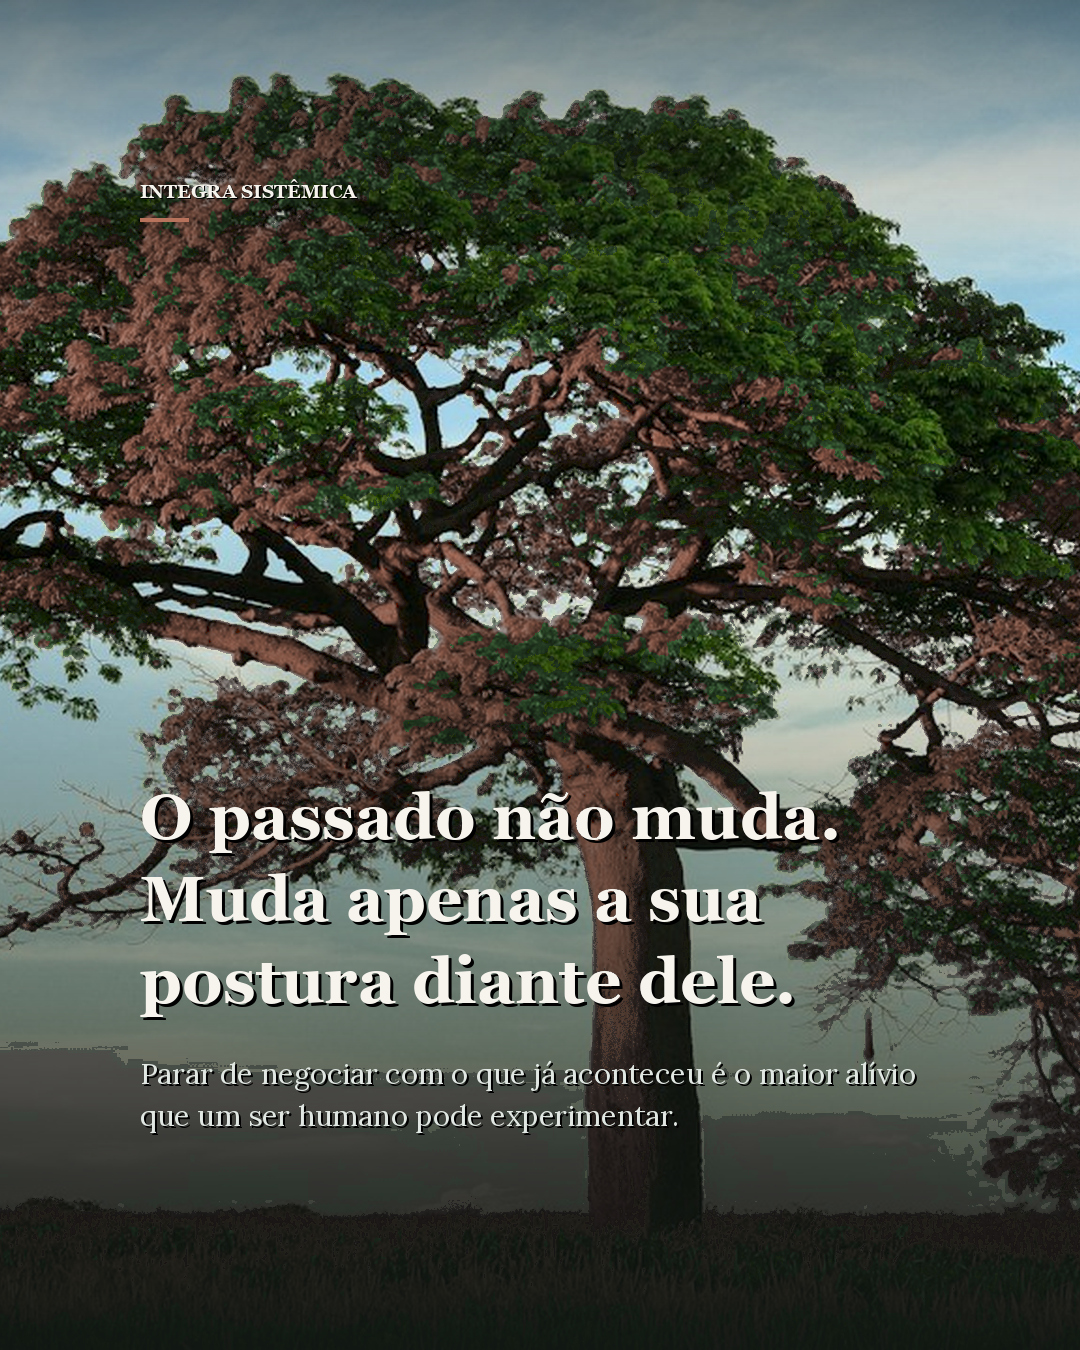 INTEGRA SISTÊMICA
O passado não muda.
Muda apenas a sua
postura diante dele.
Parar de negociar com o que já aconteceu é o maior alívio
que um ser humano pode experimentar.